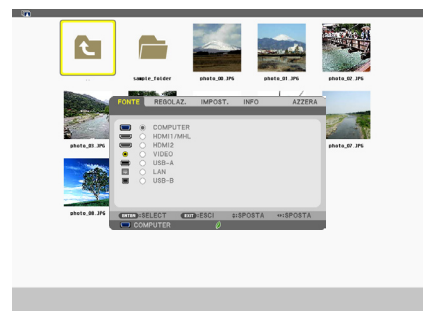 sample_folder photo_00.JPG photo_01.JPG photo_02.JPG
FONTE REGOLAZ. IMPOST. INFO AZZERA
COMPUTER
HDMI1/MHL
HDMI2
VIDEO
USB-A
LAN
USB-B
photo_03.JPG photo_07.JPG
photo_08.JPG
ENTER :SELECT EXIT :ESCI ↕:SPOSTA ↔:SPOSTA
COMPUTER